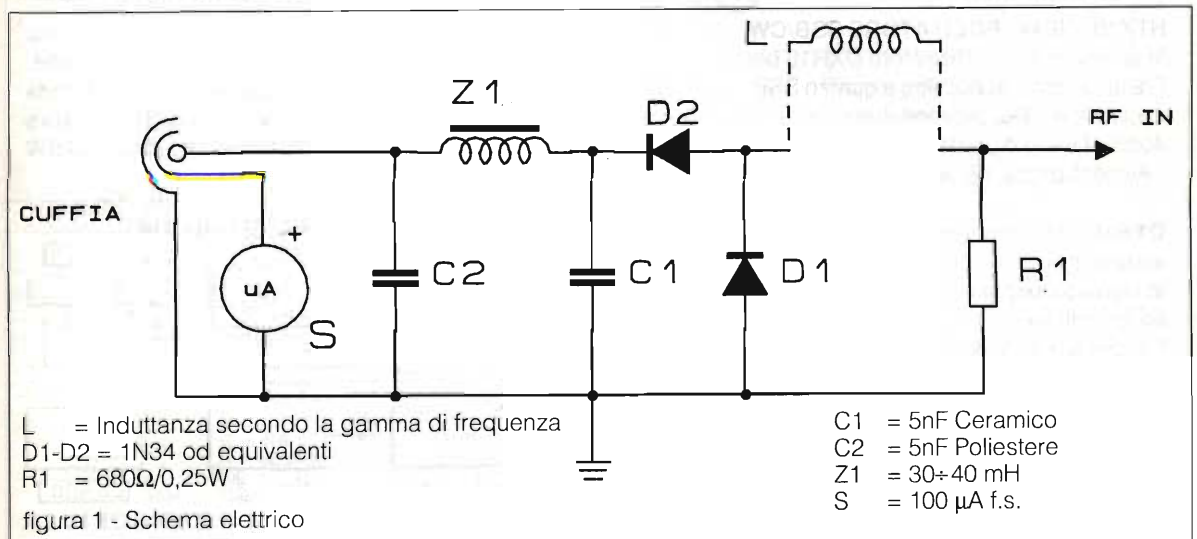 L
Z1
D2
RF IN
CUFFIA
+
uA
S
C2
C1
D1
R1
L = Induttanza secondo la gamma di frequenza
D1-D2 = 1N34 od equivalenti
R1 = 680Ω/0,25W
C1 = 5nF Ceramico
C2 = 5nF Poliestere
Z1 = 30÷40 mH
S = 100 µA f.s.
figura 1 - Schema elettrico